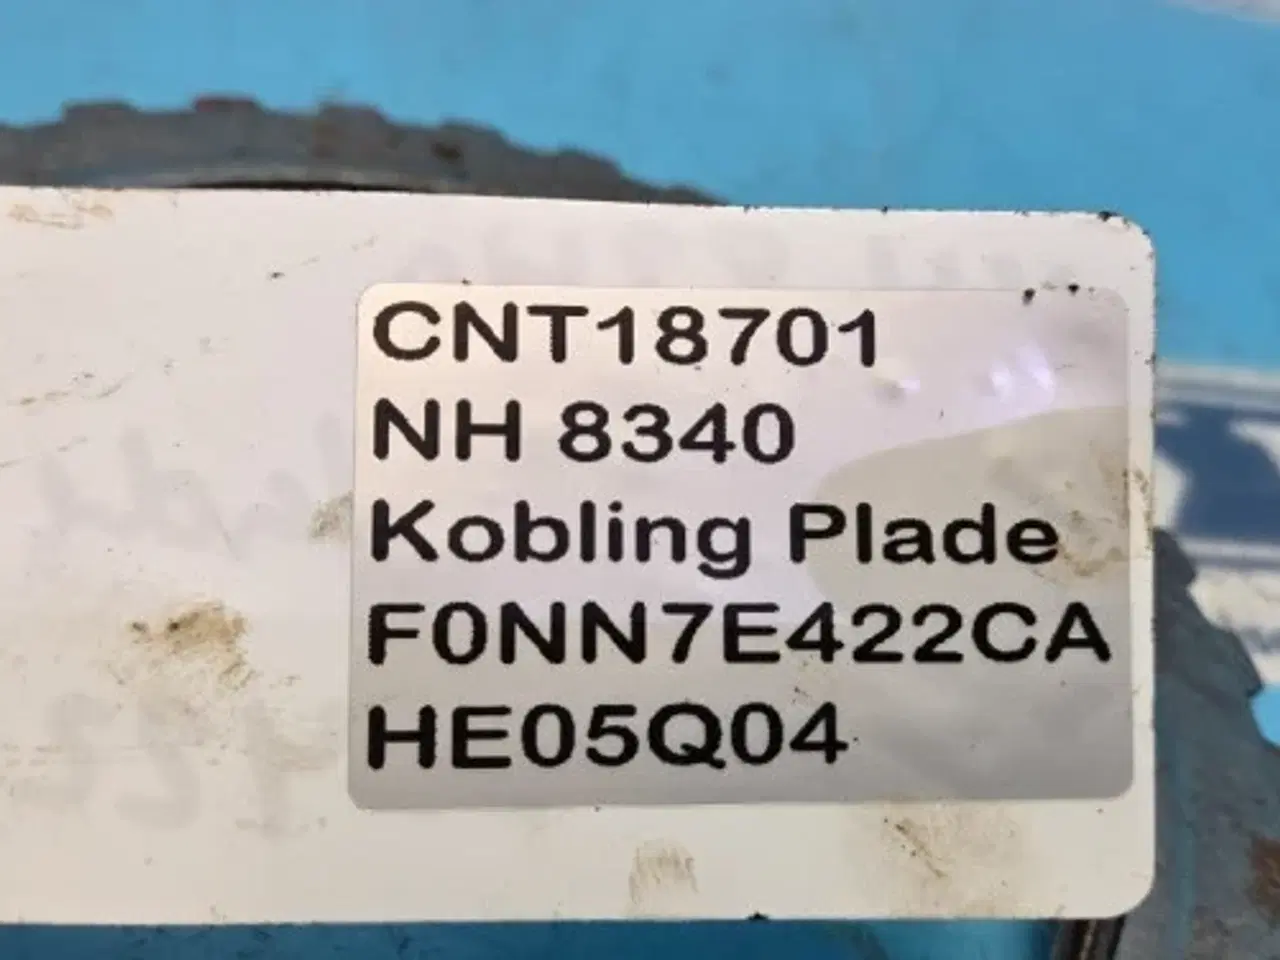 CNT18701
NH 8340
Kobling Plade
F0NN7E422CA
HE05Q04